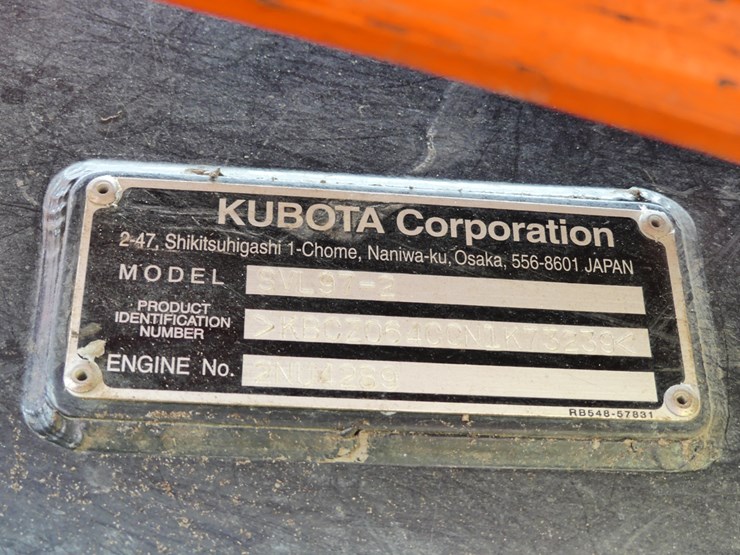 KUBOTA Corporation
2-47, Shikitsuhigashi 1-Chome, Naniwa-ku, Osaka, 556-8601 JAPAN
MODEL SVL97-2
PRODUCT
IDENTIFICATION
NUMBER
ENGINE No.
RB548-57831